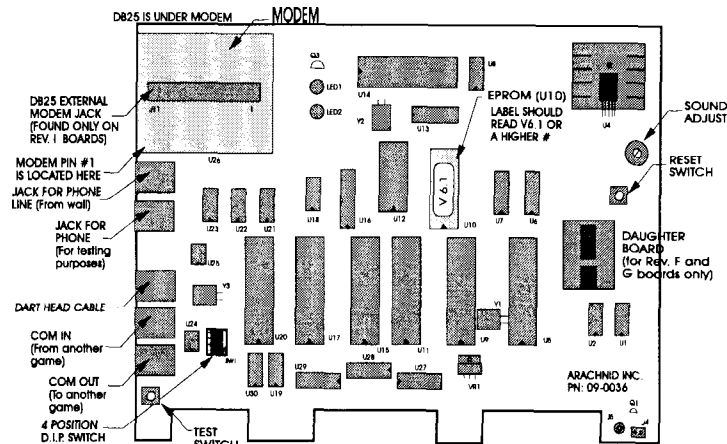 DB25 IS UNDER MODEM
MODEM
DB25 EXTERNAL
MODEM JACK
(FOUND ONLY ON
REV. I BOARDS)
MODEM PIN #1
IS LOCATED HERE
JACK FOR PHONE
LINE (From wall)
JACK FOR
PHONE
(For testing
purposes)
DART HEAD CABLE
COM IN
(From another
game)
COM OUT
(To another
game)
4 POSITION
D.I.P. SWITCH
TEST
SWITCH
JE1
1
U26
Q3
LED1
LED2
U14
U8
Y2
U13
EPROM (U10)
LABEL SHOULD
READ V6.1 OR
A HIGHER #
V 6.1
U4
SOUND
ADJUST
RESET
SWITCH
DAUGHTER
BOARD
(for Rev. F and
G boards only)
U23
U22
U21
U18
U16
U12
U10
U7
U6
U25
Y3
U24
SW1
U20
U17
U15
U11
Y1
U9
U5
U2
U1
U30
U19
U29
U28
U27
VR1
ARACHNID INC.
PN: 09-0036
Q1
J5
J4